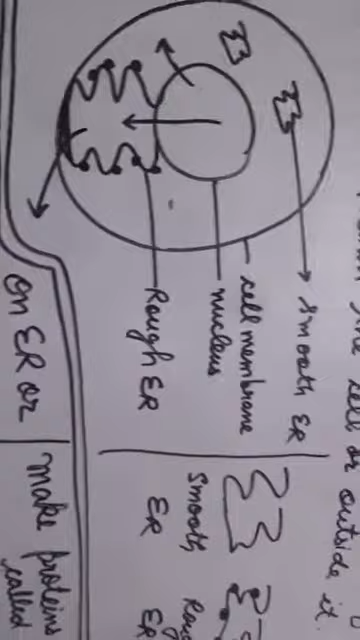 the cell or outside it.
Smooth ER
cell membrane
nucleus
Rough ER
Smooth
ER
ER
on ER or
make proteins
called